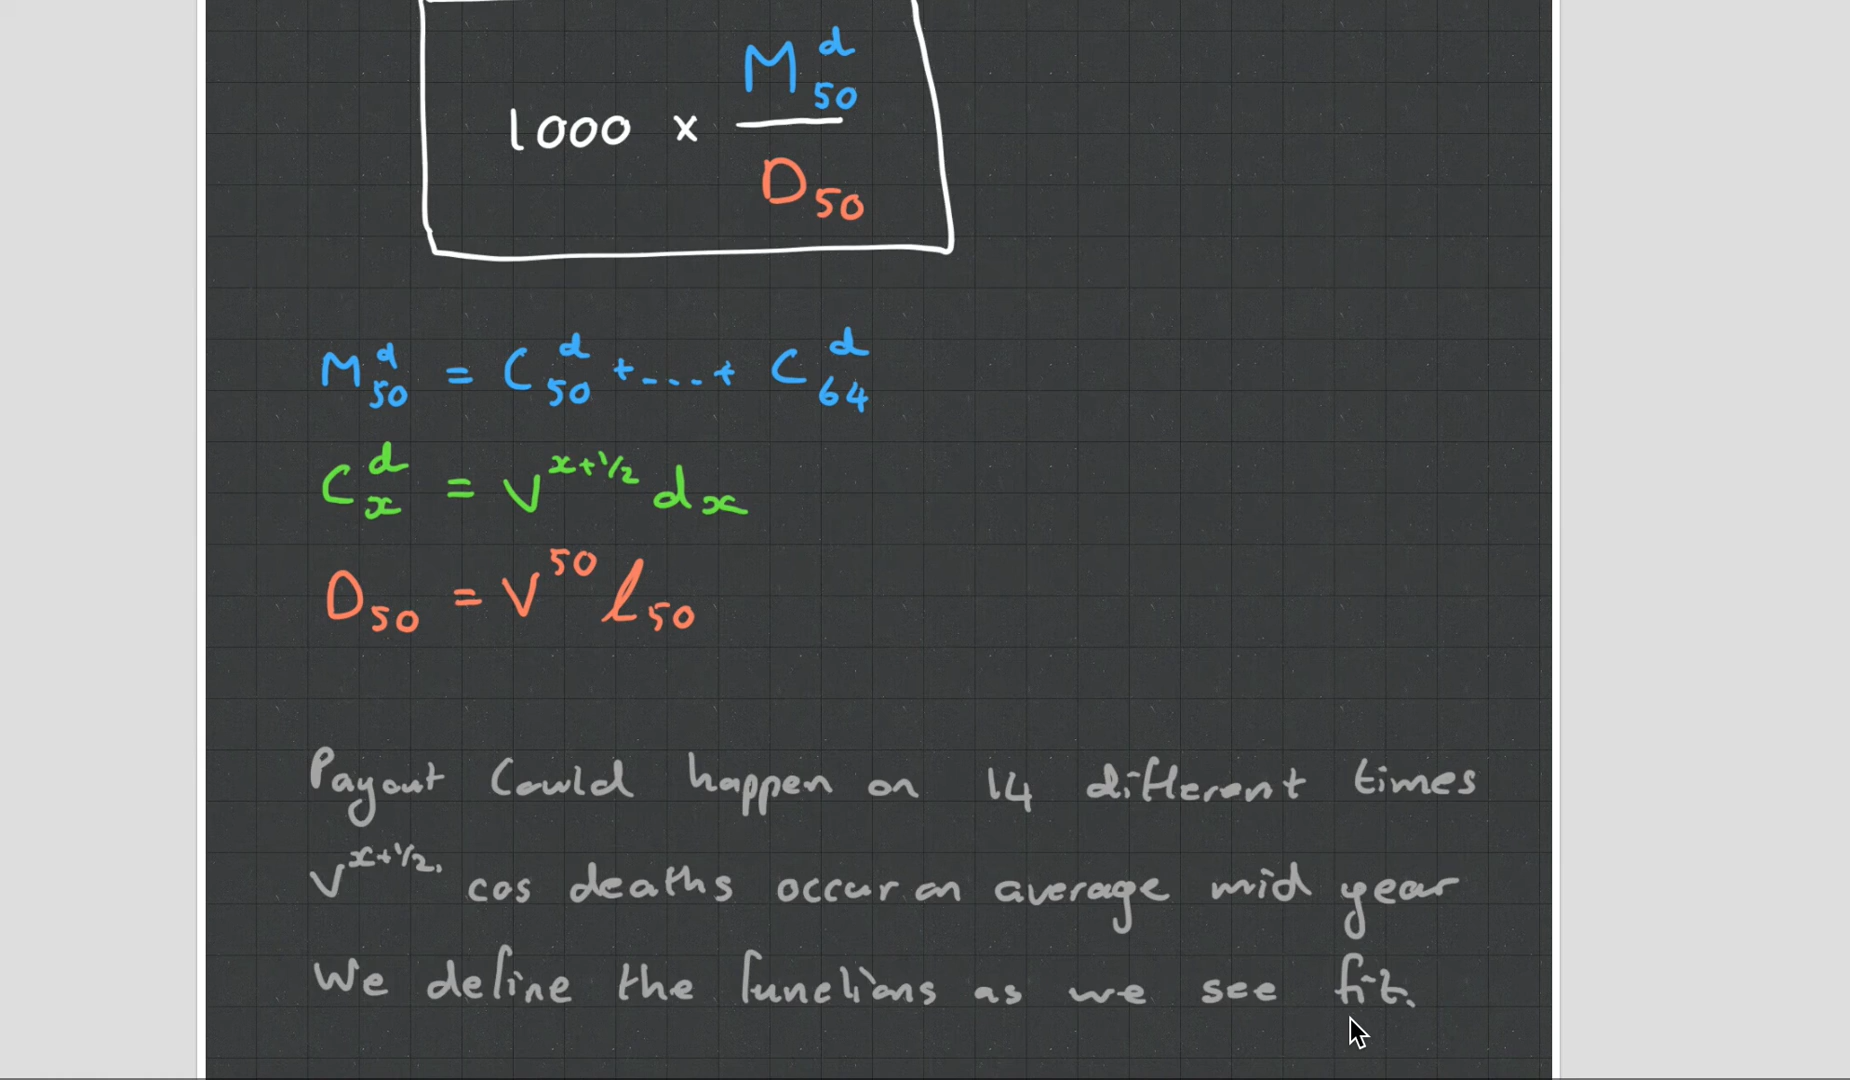 1000 × M^d_50 / D_50
M^d_50 = C^d_50 + ... + C^d_64
C^d_x = v^{x+1/2} d_x
D_50 = v^50 l_50
Payout Could happen on 14 different times
v^{x+1/2}, cos deaths occur on average mid year
We define the functions as we see fit.